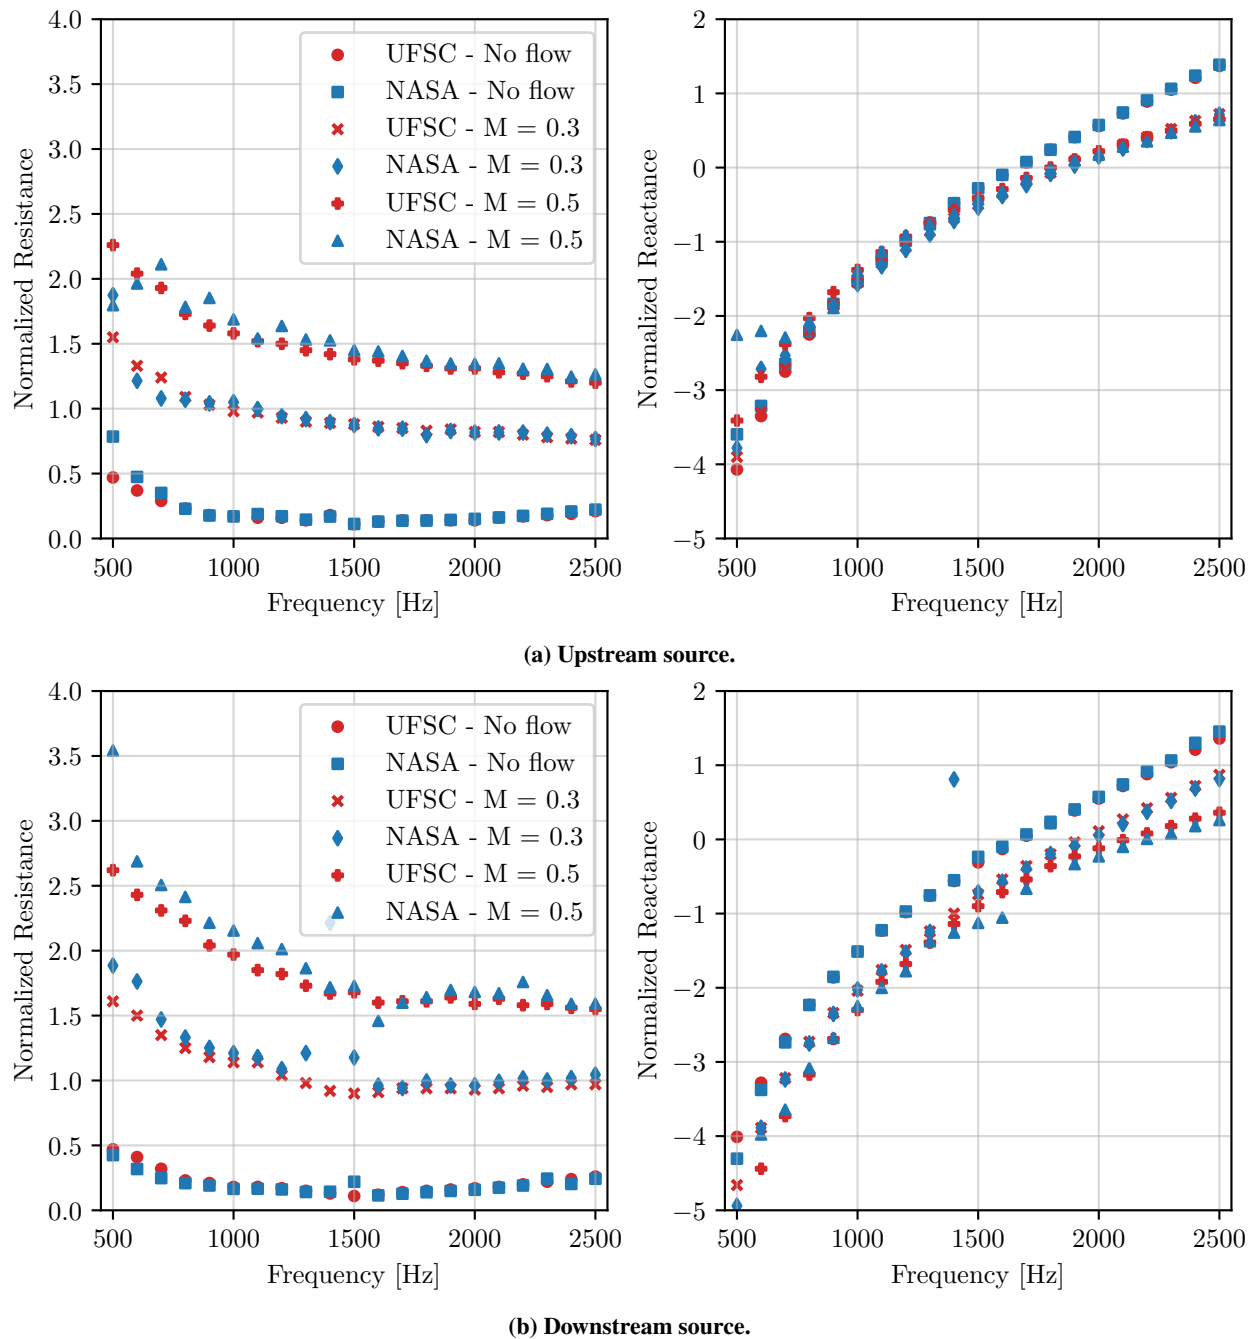 4.0
3.5
3.0
2.5
2.0
1.5
1.0
0.5
0.0
Normalized Resistance
UFSC - No flow
NASA - No flow
UFSC - M = 0.3
NASA - M = 0.3
UFSC - M = 0.5
NASA - M = 0.5
500 1000 1500 2000 2500
Frequency [Hz]
2
1
0
−1
−2
−3
−4
−5
Normalized Reactance
500 1000 1500 2000 2500
Frequency [Hz]
(a) Upstream source.
4.0
3.5
3.0
2.5
2.0
1.5
1.0
0.5
0.0
Normalized Resistance
UFSC - No flow
NASA - No flow
UFSC - M = 0.3
NASA - M = 0.3
UFSC - M = 0.5
NASA - M = 0.5
500 1000 1500 2000 2500
Frequency [Hz]
2
1
0
−1
−2
−3
−4
−5
Normalized Reactance
500 1000 1500 2000 2500
Frequency [Hz]
(b) Downstream source.